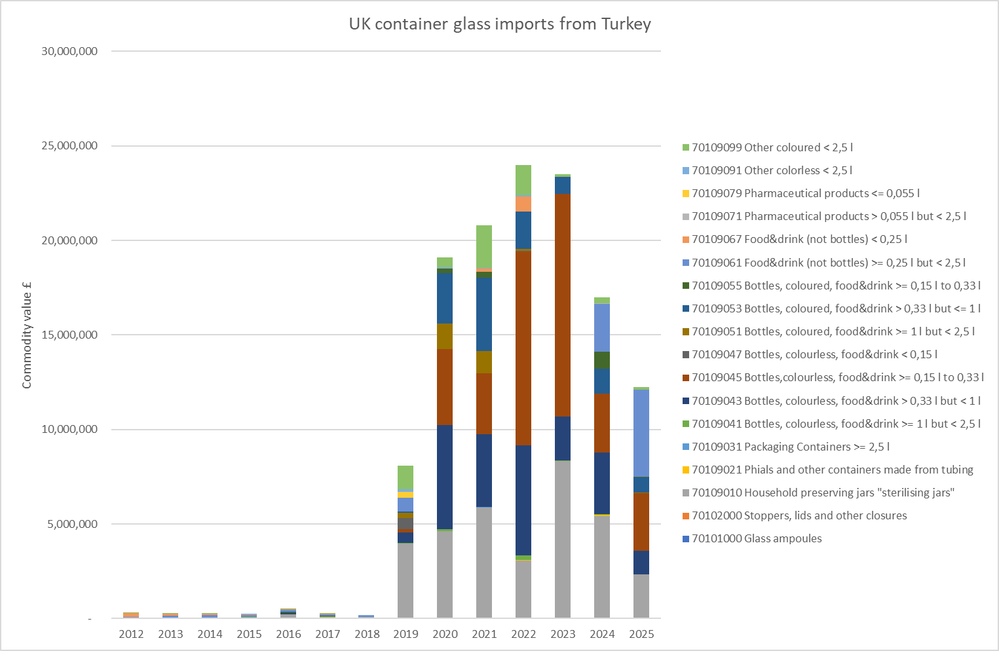 UK container glass imports from Turkey
30,000,000
25,000,000
20,000,000
15,000,000
10,000,000
5,000,000
-
Commodity value £
2012 2013 2014 2015 2016 2017 2018 2019 2020 2021 2022 2023 2024 2025
70109099 Other coloured < 2,5 l
70109091 Other colorless < 2,5 l
70109079 Pharmaceutical products <= 0,055 l
70109071 Pharmaceutical products > 0,055 l but < 2,5 l
70109067 Food&drink (not bottles) < 0,25 l
70109061 Food&drink (not bottles) >= 0,25 l but < 2,5 l
70109055 Bottles, coloured, food&drink >= 0,15 l to 0,33 l
70109053 Bottles, coloured, food&drink > 0,33 l but <= 1 l
70109051 Bottles, coloured, food&drink >= 1 l but < 2,5 l
70109047 Bottles, colourless, food&drink < 0,15 l
70109045 Bottles,colourless, food&drink >= 0,15 l to 0,33 l
70109043 Bottles, colourless, food&drink > 0,33 l but < 1 l
70109041 Bottles, colourless, food&drink >= 1 l but < 2,5 l
70109031 Packaging Containers >= 2,5 l
70109021 Phials and other containers made from tubing
70109010 Household preserving jars "sterilising jars"
70102000 Stoppers, lids and other closures
70101000 Glass ampoules